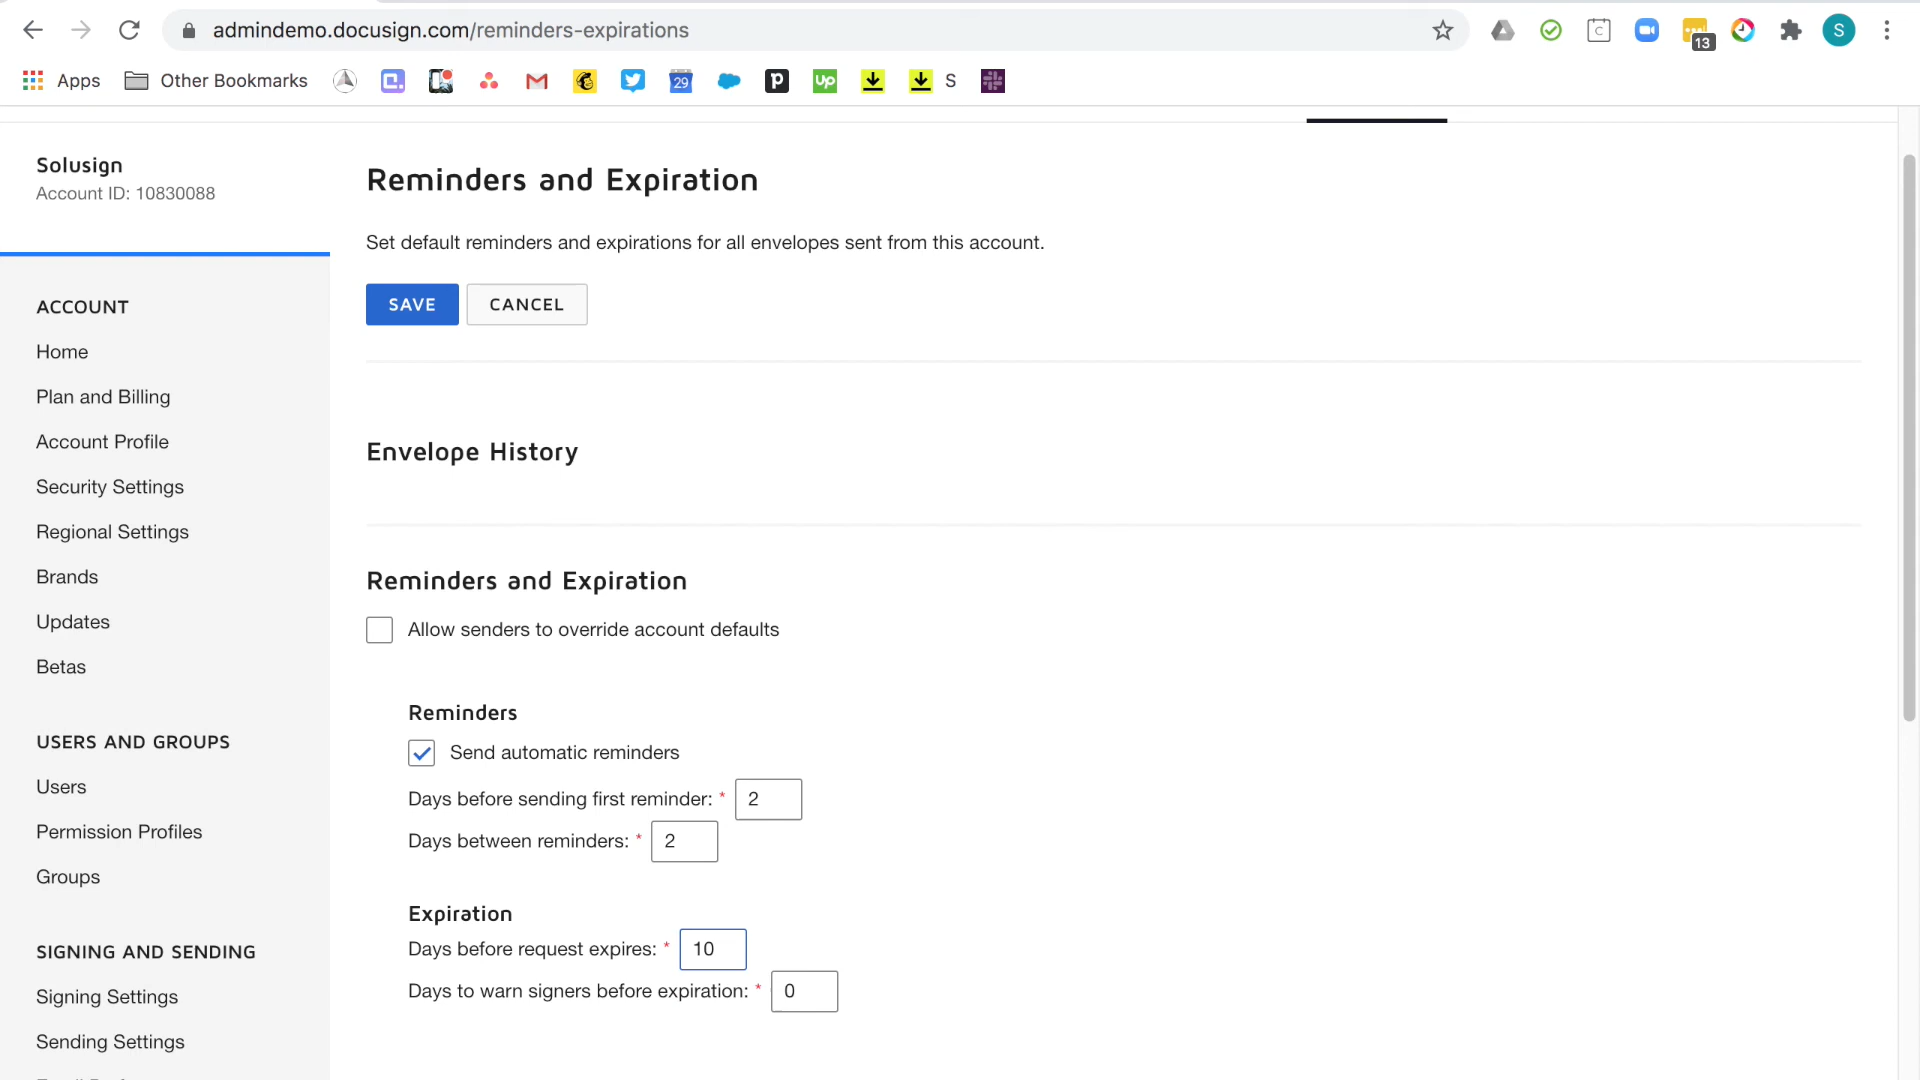 admindemo.docusign.com/reminders-expirations
C
13
S
Apps
Other Bookmarks
29
P
up
S
Solusign
Account ID: 10830088
ACCOUNT
Home
Plan and Billing
Account Profile
Security Settings
Regional Settings
Brands
Updates
Betas
USERS AND GROUPS
Users
Permission Profiles
Groups
SIGNING AND SENDING
Signing Settings
Sending Settings
Reminders and Expiration
Set default reminders and expirations for all envelopes sent from this account.
SAVE
CANCEL
Envelope History
Reminders and Expiration
Allow senders to override account defaults
Reminders
Send automatic reminders
Days before sending first reminder: * 2
Days between reminders: * 2
Expiration
Days before request expires: * 10
Days to warn signers before expiration: * 0